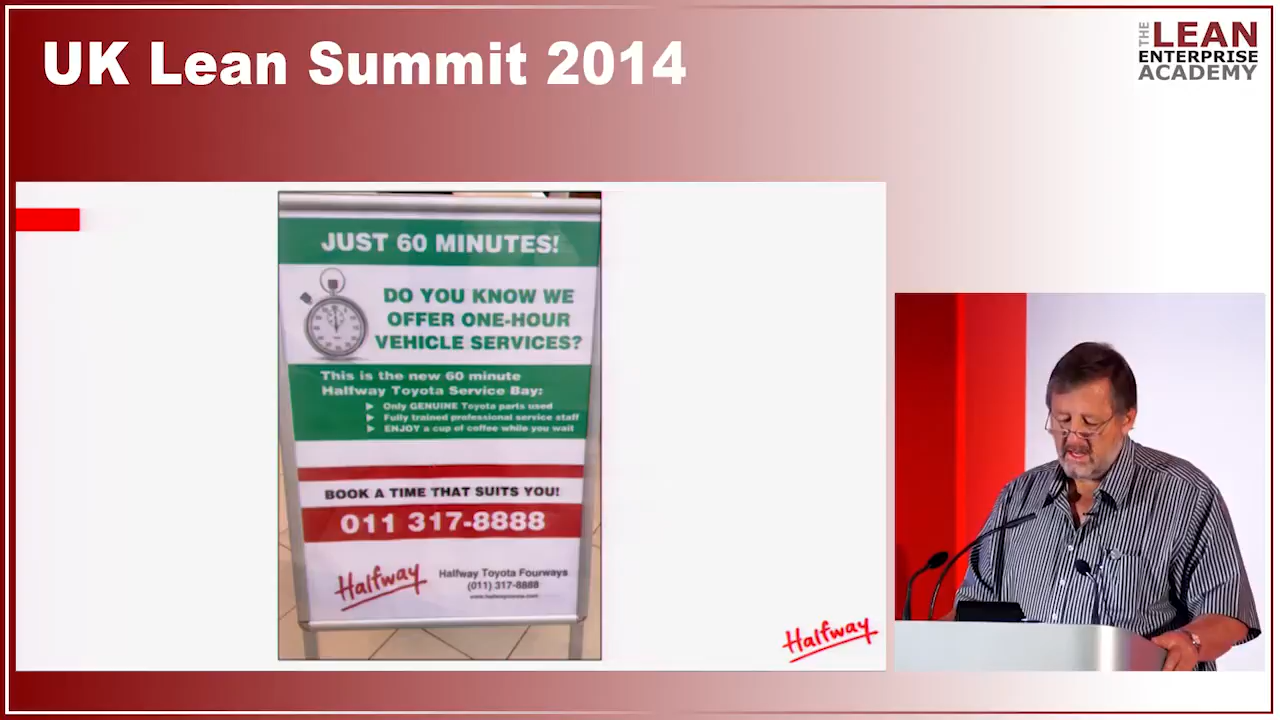 UK Lean Summit 2014
THE
LEAN
ENTERPRISE
ACADEMY
JUST 60 MINUTES!
DO YOU KNOW WE
OFFER ONE-HOUR
VEHICLE SERVICES?
This is the new 60 minute
Halfway Toyota Service Bay:
Only GENUINE Toyota parts used
Fully trained professional service staff
ENJOY a cup of coffee while you wait
BOOK A TIME THAT SUITS YOU!
011 317-8888
Halfway
Halfway Toyota Fourways
(011) 317-8888
Halfway